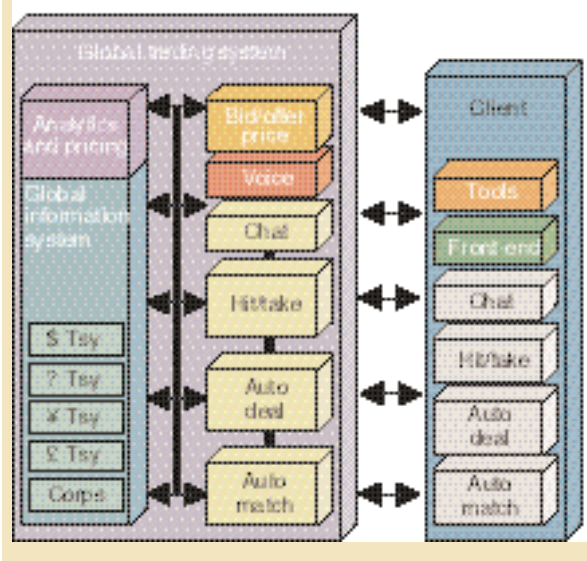 Global trading system
Analytics
and pricing
Global
information
system
$ Tsy
? Tsy
¥ Tsy
£ Tsy
Corps
Bid/offer
price
Voice
Chat
Hit/take
Auto
deal
Auto
match
Client
Tools
Front-end
Chat
Hit/take
Auto
deal
Auto
match